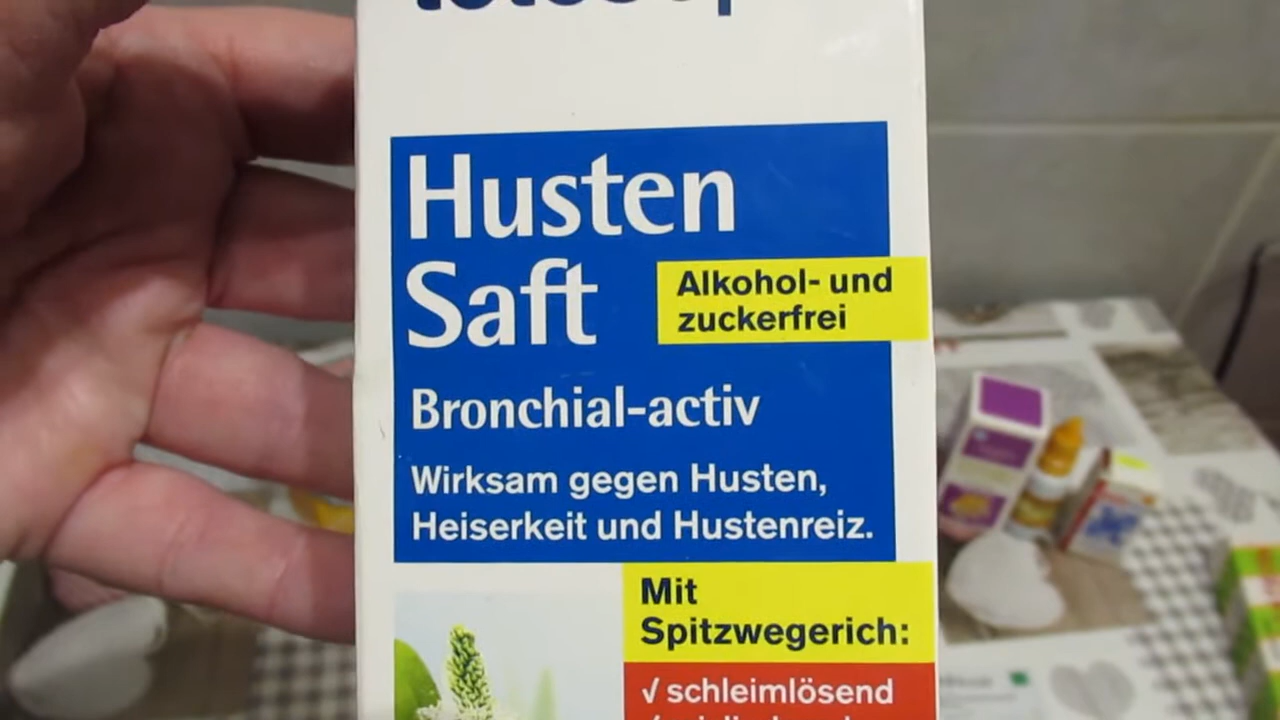 Husten
Saft
Alkohol- und
zuckerfrei
Bronchial-activ
Wirksam gegen Husten,
Heiserkeit und Hustenreiz.
Mit
Spitzwegerich:
√ schleimlösend